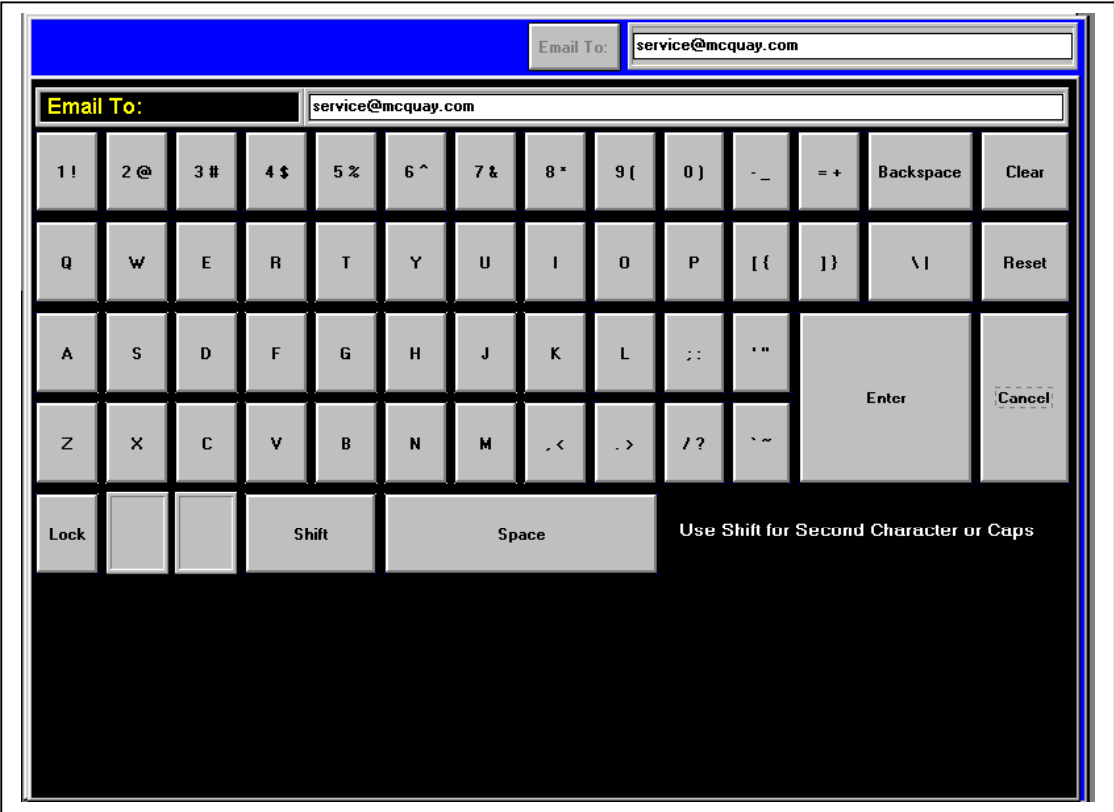 Email To: service@mcquay.com
Email To: service@mcquay.com
1 ! 2 @ 3 # 4 $ 5 % 6 ^ 7 & 8 * 9 ( 0 ) - _ = + Backspace Clear
Q W E R T Y U I O P [ { ] } \ | Reset
A S D F G H J K L ; : ' " Enter Cancel
Z X C V B N M , < . > / ? ` ~
Lock Shift Space Use Shift for Second Character or Caps